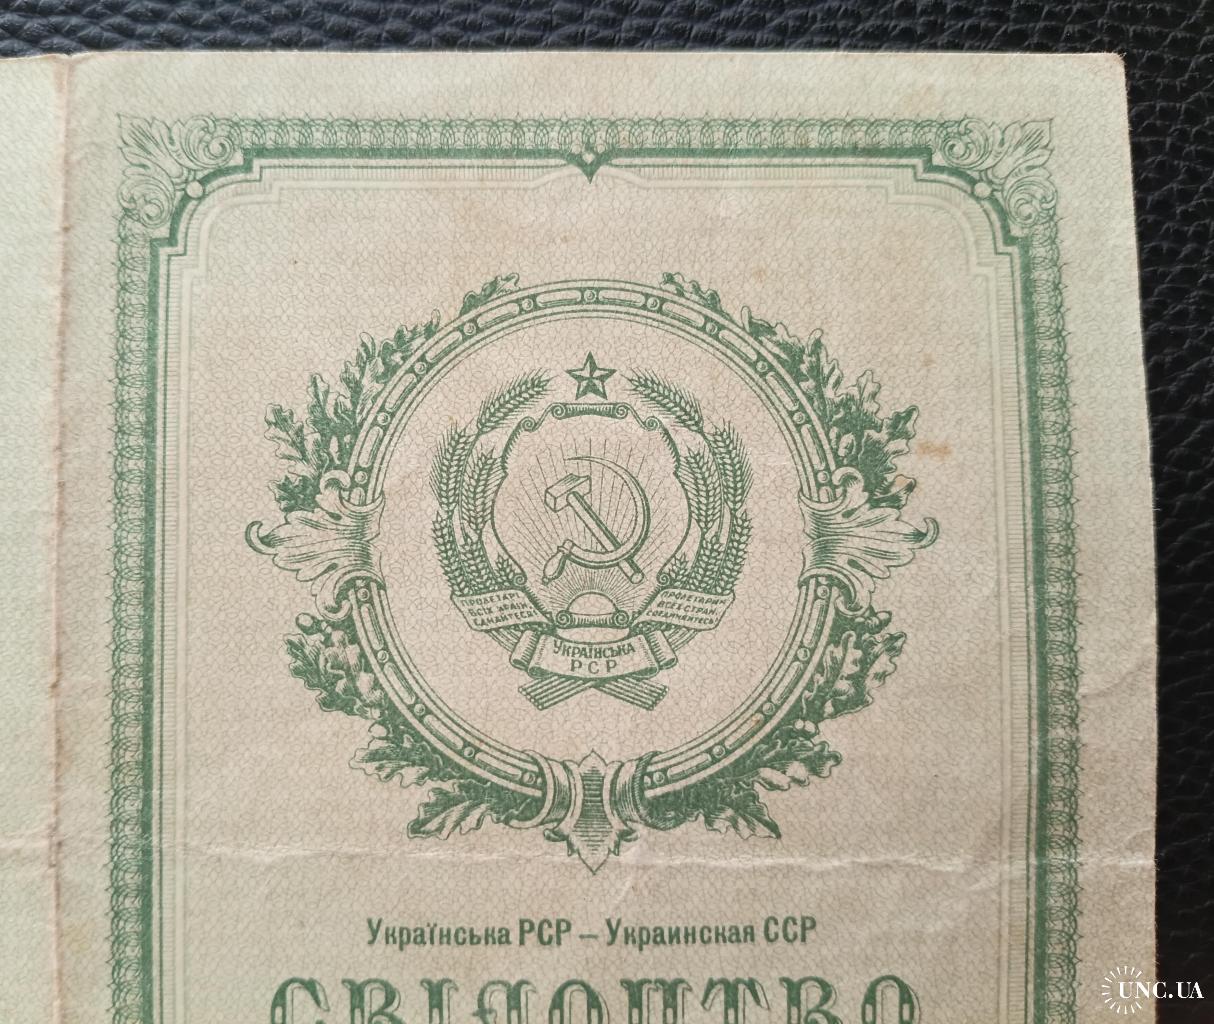 ПРОЛЕТАРІ
ВСІХ КРАЇН,
ЄДНАЙТЕСЯ!
ПРОЛЕТАРИИ
ВСЕХ СТРАН,
СОЕДИНЯЙТЕСЬ!
УКРАЇНСЬКА
РСР
Українська РСР – Украинская ССР
СВІДОЦТВО
UNC.UA